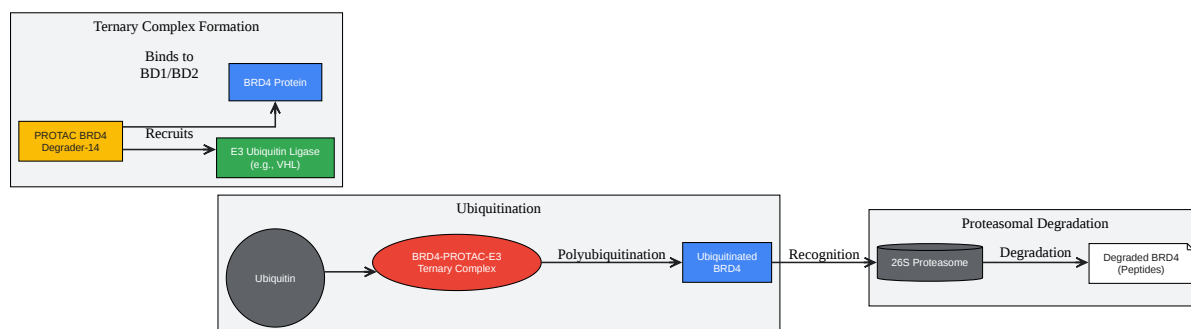 Ternary Complex Formation
Binds to
BD1/BD2
BRD4 Protein
PROTAC BRD4
Degrader-14
Recruits
E3 Ubiquitin Ligase
(e.g., VHL)
Ubiquitination
Ubiquitin
BRD4-PROTAC-E3
Ternary Complex
Polyubiquitination
Ubiquitinated
BRD4
Recognition
Proteasomal Degradation
26S Proteasome
Degradation
Degraded BRD4
(Peptides)